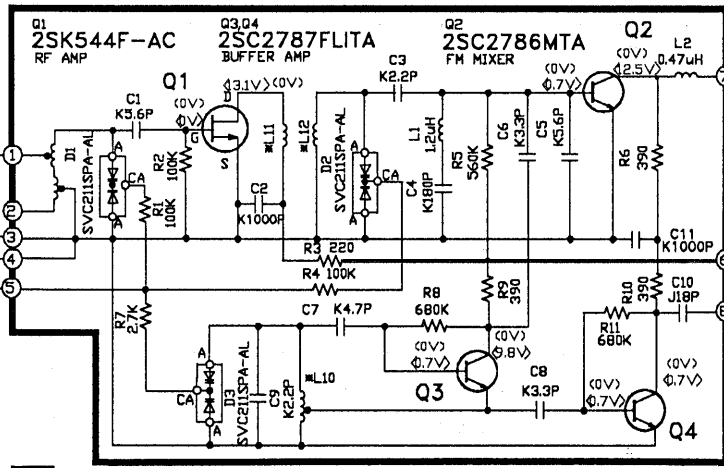 Q1
2SK544F-AC
RF AMP
Q3,Q4
2SC2787FLITA
BUFFER AMP
Q2
2SC2786MTA
FM MIXER
Q2
L2
0.47uH
C1
K5.6P
Q1
(0V)
(3.1V)
(0V)
(0V)
D
G
S
C3
K2.2P
(0V)
(0.7V)
(0V)
(2.5V)
1
2
3
4
5
D1
SVC211SPA-AL
A
CA
A
R2
100K
R1
100K
※L11
※L12
C2
K1000P
D2
SVC211SPA-AL
A
CA
A
L1
1.2uH
C4
K180P
R5
560K
C6
K3.3P
C5
K5.6P
R6
390
C11
K1000P
R3 220
R4 100K
6
R7
2.7K
C7
K4.7P
R8
680K
R9
390
R10
390
C10
J18P
8
R11
680K
A
CA
A
D3
SVC211SPA-AL
C9
K2.2P
※L10
(0V)
(0.7V)
(0V)
(9.8V)
Q3
C8
K3.3P
(0V)
(0.7V)
(0V)
(0.7V)
Q4